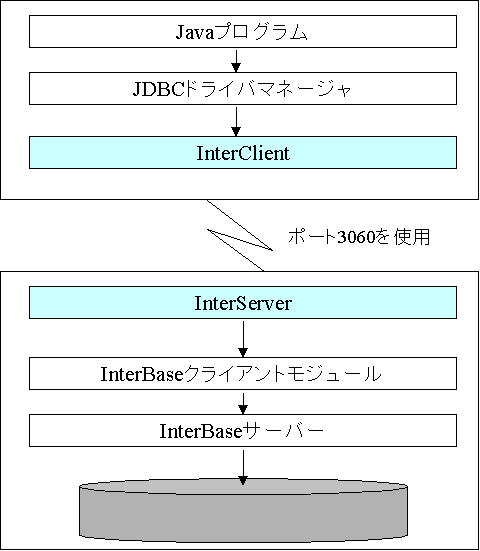 Javaプログラム
JDBCドライバマネージャ
InterClient
ポート3060を使用
InterServer
InterBaseクライアントモジュール
InterBaseサーバー